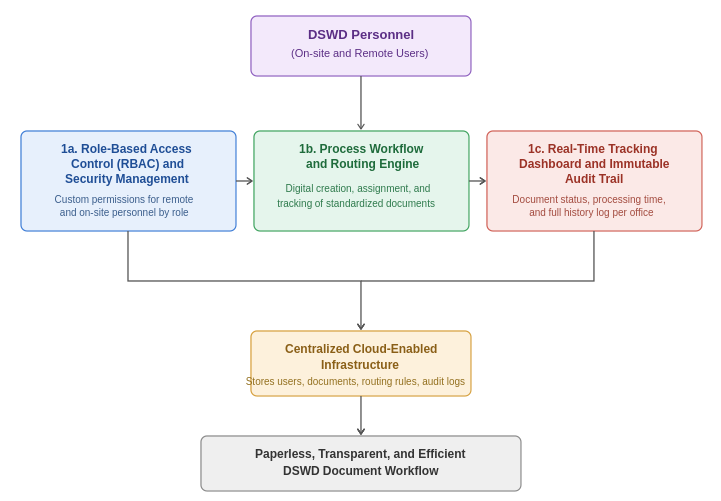 DSWD Personnel
(On-site and Remote Users)
1a. Role-Based Access
Control (RBAC) and
Security Management
Custom permissions for remote
and on-site personnel by role
1b. Process Workflow
and Routing Engine
Digital creation, assignment, and
tracking of standardized documents
1c. Real-Time Tracking
Dashboard and Immutable
Audit Trail
Document status, processing time,
and full history log per office
Centralized Cloud-Enabled
Infrastructure
Stores users, documents, routing rules, audit logs
Paperless, Transparent, and Efficient
DSWD Document Workflow